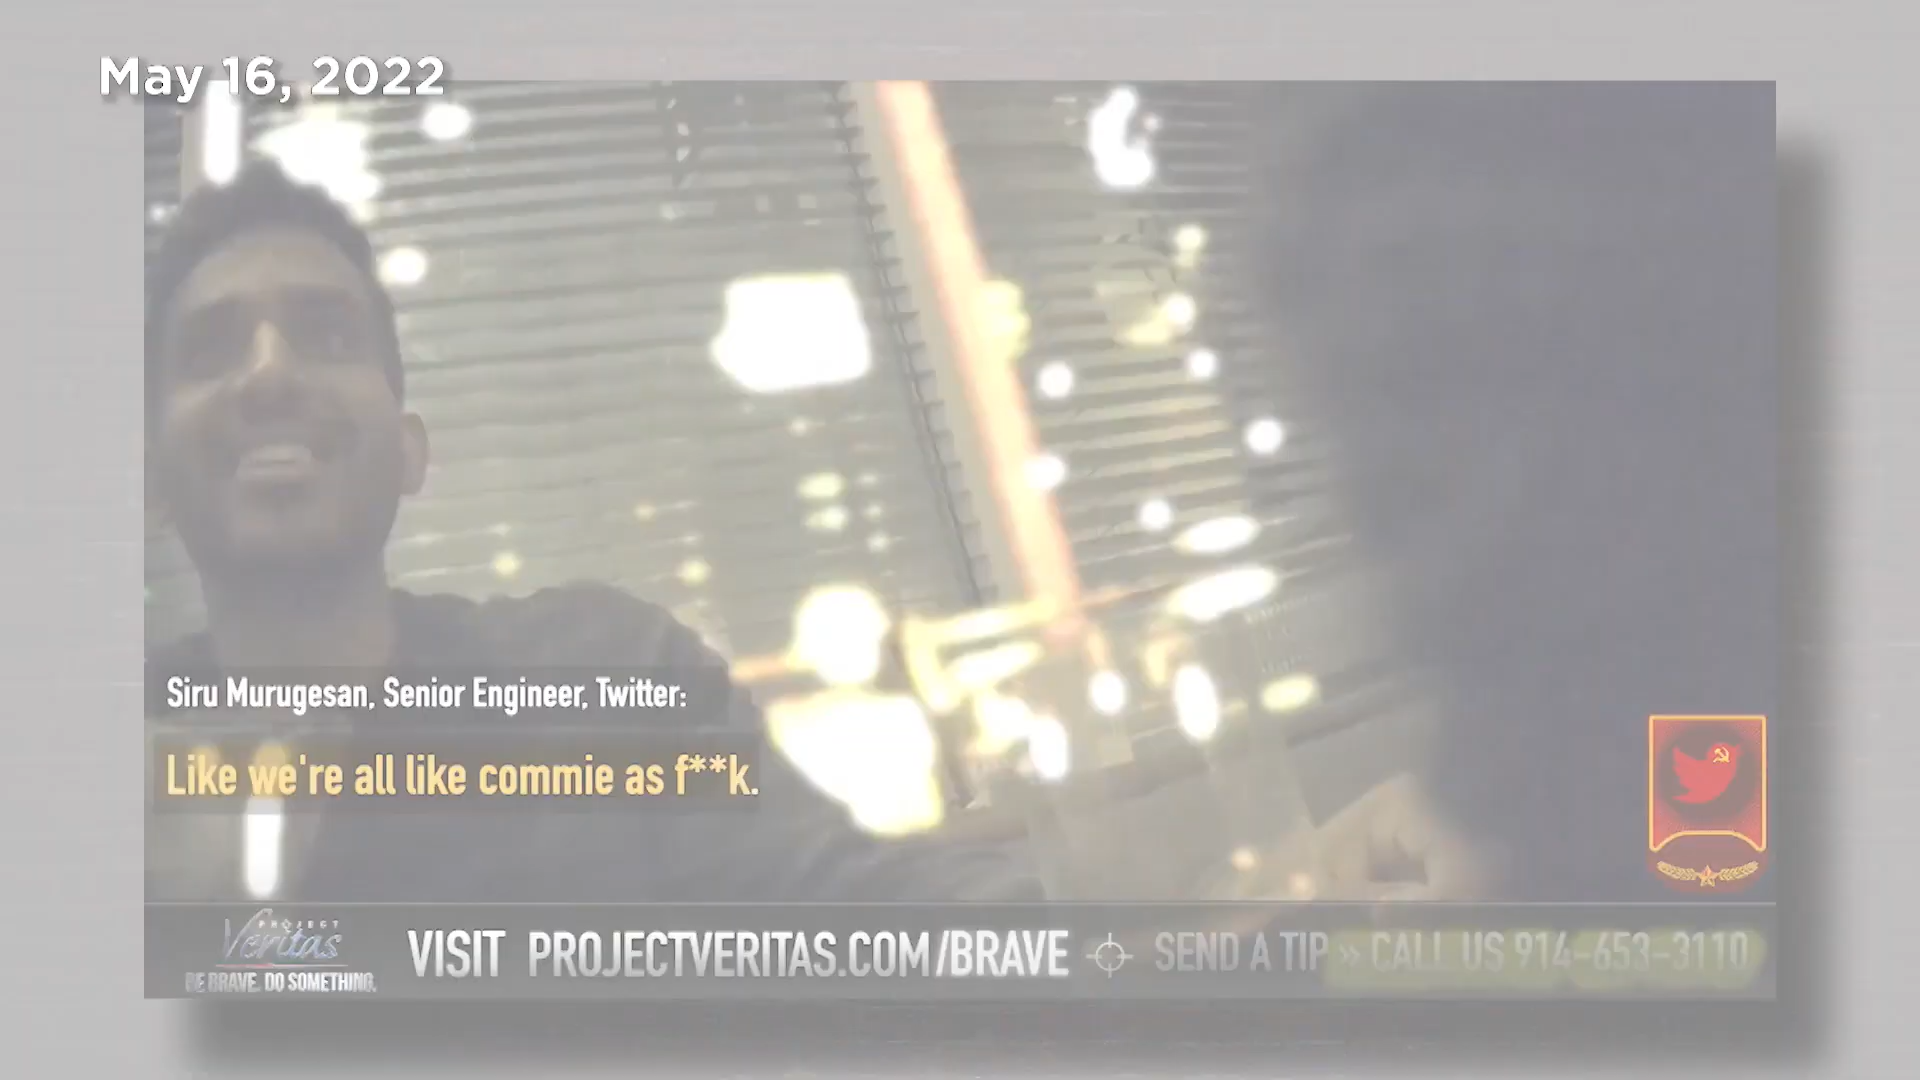 May 16, 2022
Siru Murugesan, Senior Engineer, Twitter:
Like we're all like commie as f**k.
PROJECT
Veritas
BE BRAVE. DO SOMETHING.
VISIT PROJECTVERITAS.COM/BRAVE
SEND A TIP » CALL US 914-653-3110